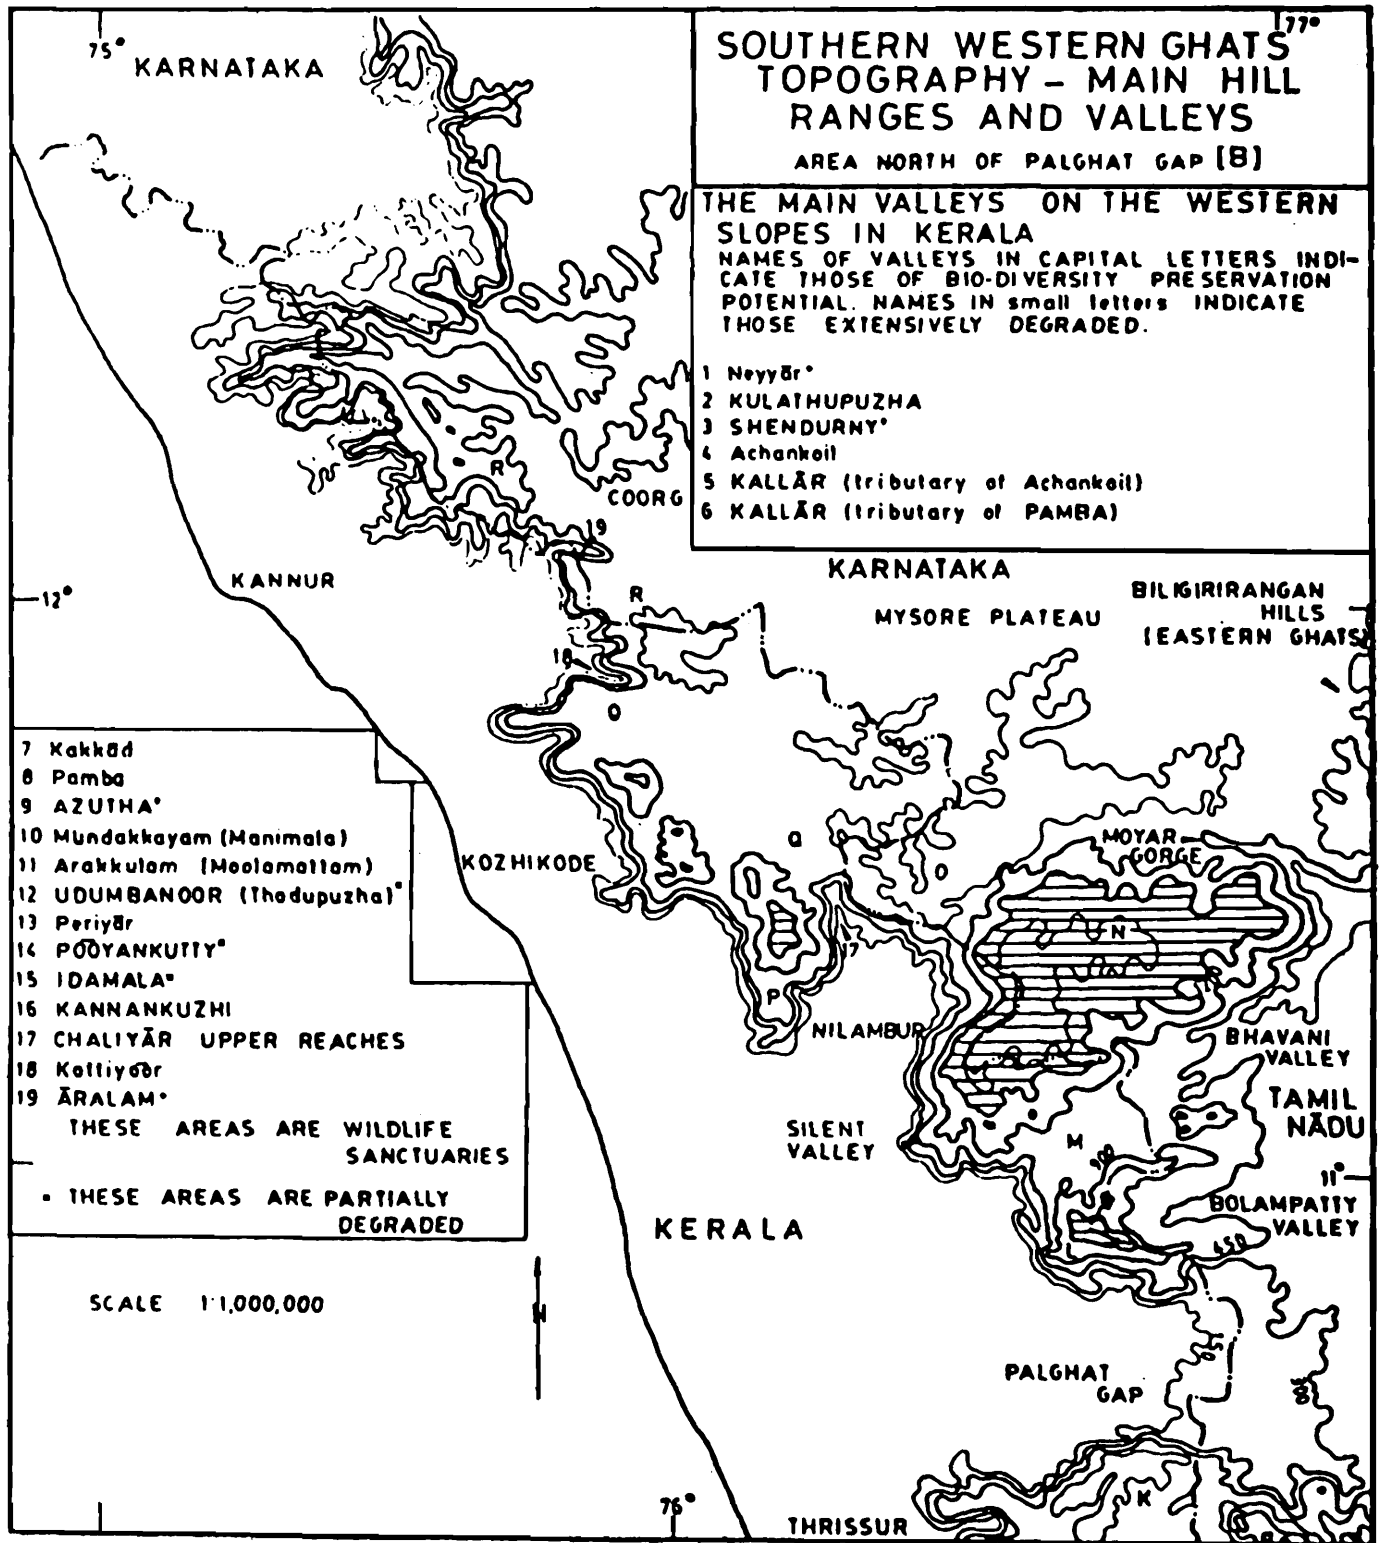 75°
77°
KARNATAKA
SOUTHERN WESTERN GHATS
TOPOGRAPHY – MAIN HILL
RANGES AND VALLEYS
AREA NORTH OF PALGHAT GAP [B]
THE MAIN VALLEYS ON THE WESTERN
SLOPES IN KERALA
NAMES OF VALLEYS IN CAPITAL LETTERS INDI-
CATE THOSE OF BIO-DIVERSITY PRESERVATION
POTENTIAL. NAMES IN small letters INDICATE
THOSE EXTENSIVELY DEGRADED.
1 Neyyār•
2 KULATHUPUZHA
3 SHENDURNY•
4 Achankoil
5 KALLĀR (tributary of Achankoil)
6 KALLĀR (tributary of PAMBA)
R
COORG
19
KARNATAKA
KANNUR
12°
R
MYSORE PLATEAU
BILIGIRIRANGAN
HILLS
(EASTERN GHATS)
18
O
7 Kakkād
8 Pamba
9 AZUTHA•
10 Mundakkayam (Manimala)
11 Arakkulam (Moolamattam)
12 UDUMBANOOR (Thodupuzha)▪
13 Periyār
14 POOYANKUTTY▪
15 IDAMALA▪
16 KANNANKUZHI
17 CHALIYĀR UPPER REACHES
18 Kottiyoor
19 ĀRALAM•
THESE AREAS ARE WILDLIFE
SANCTUARIES
▪ THESE AREAS ARE PARTIALLY
DEGRADED
KOZHIKODE
Q
MOYAR
GORGE
N
17
P
NILAMBUR
BHAVANI
VALLEY
TAMIL
NĀDU
SILENT
VALLEY
M
900
11°
KERALA
BOLAMPATTY
VALLEY
450
SCALE 1:1,000,000
N
150
PALGHAT
GAP
K
76°
THRISSUR